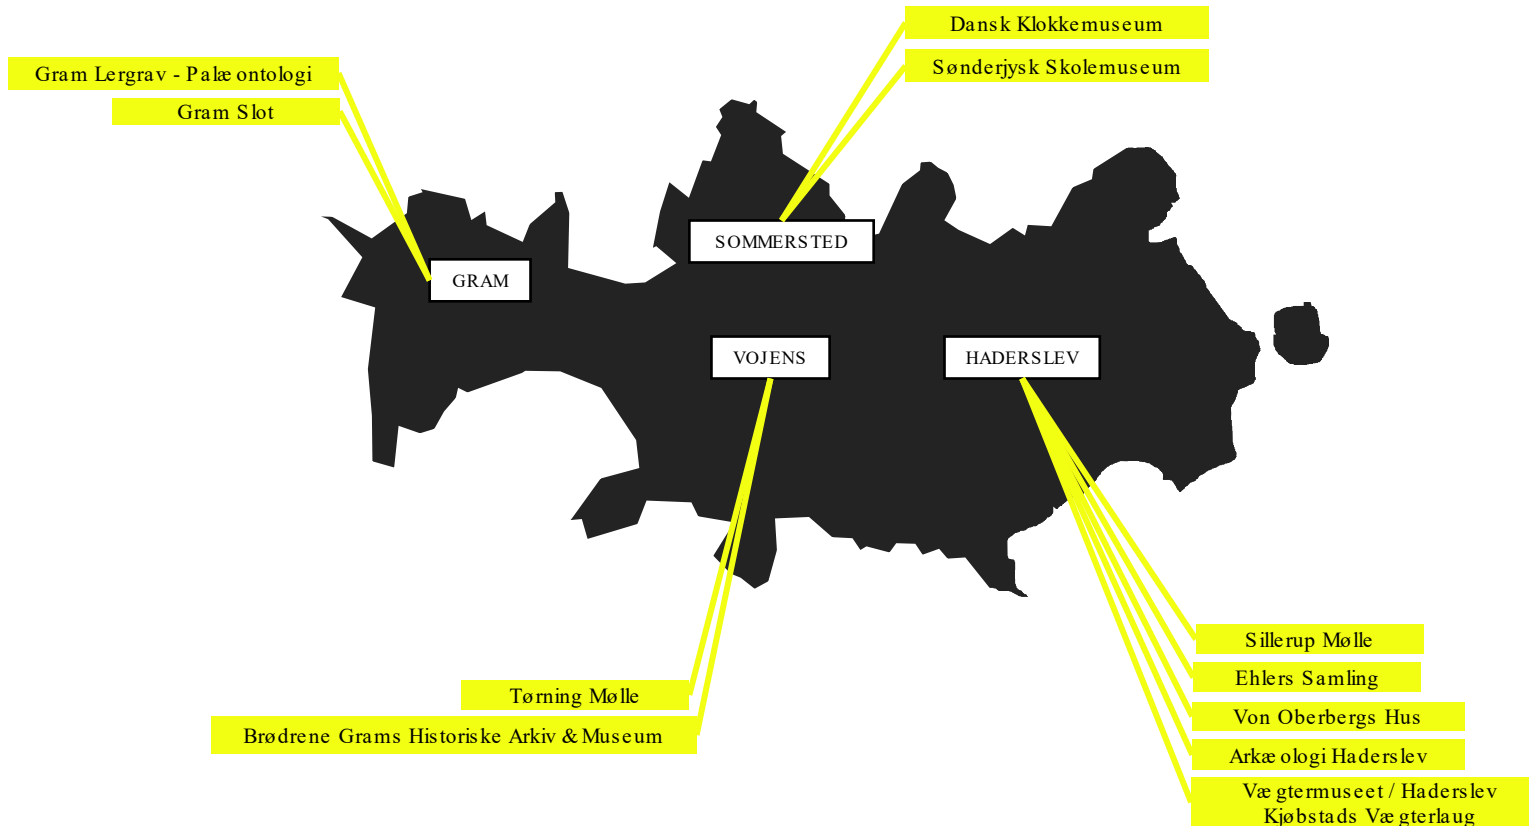 Dansk Klokkemuseum
Sønderjysk Skolemuseum
Gram Lergrav - Palæontologi
Gram Slot
SOMMERSTED
GRAM
VOJENS
HADERSLEV
Sillerup Mølle
Ehlers Samling
Von Oberbergs Hus
Arkæologi Haderslev
Vægtermuseet / Haderslev
Kjøbstads Vægterlaug
Tørning Mølle
Brødrene Grams Historiske Arkiv & Museum